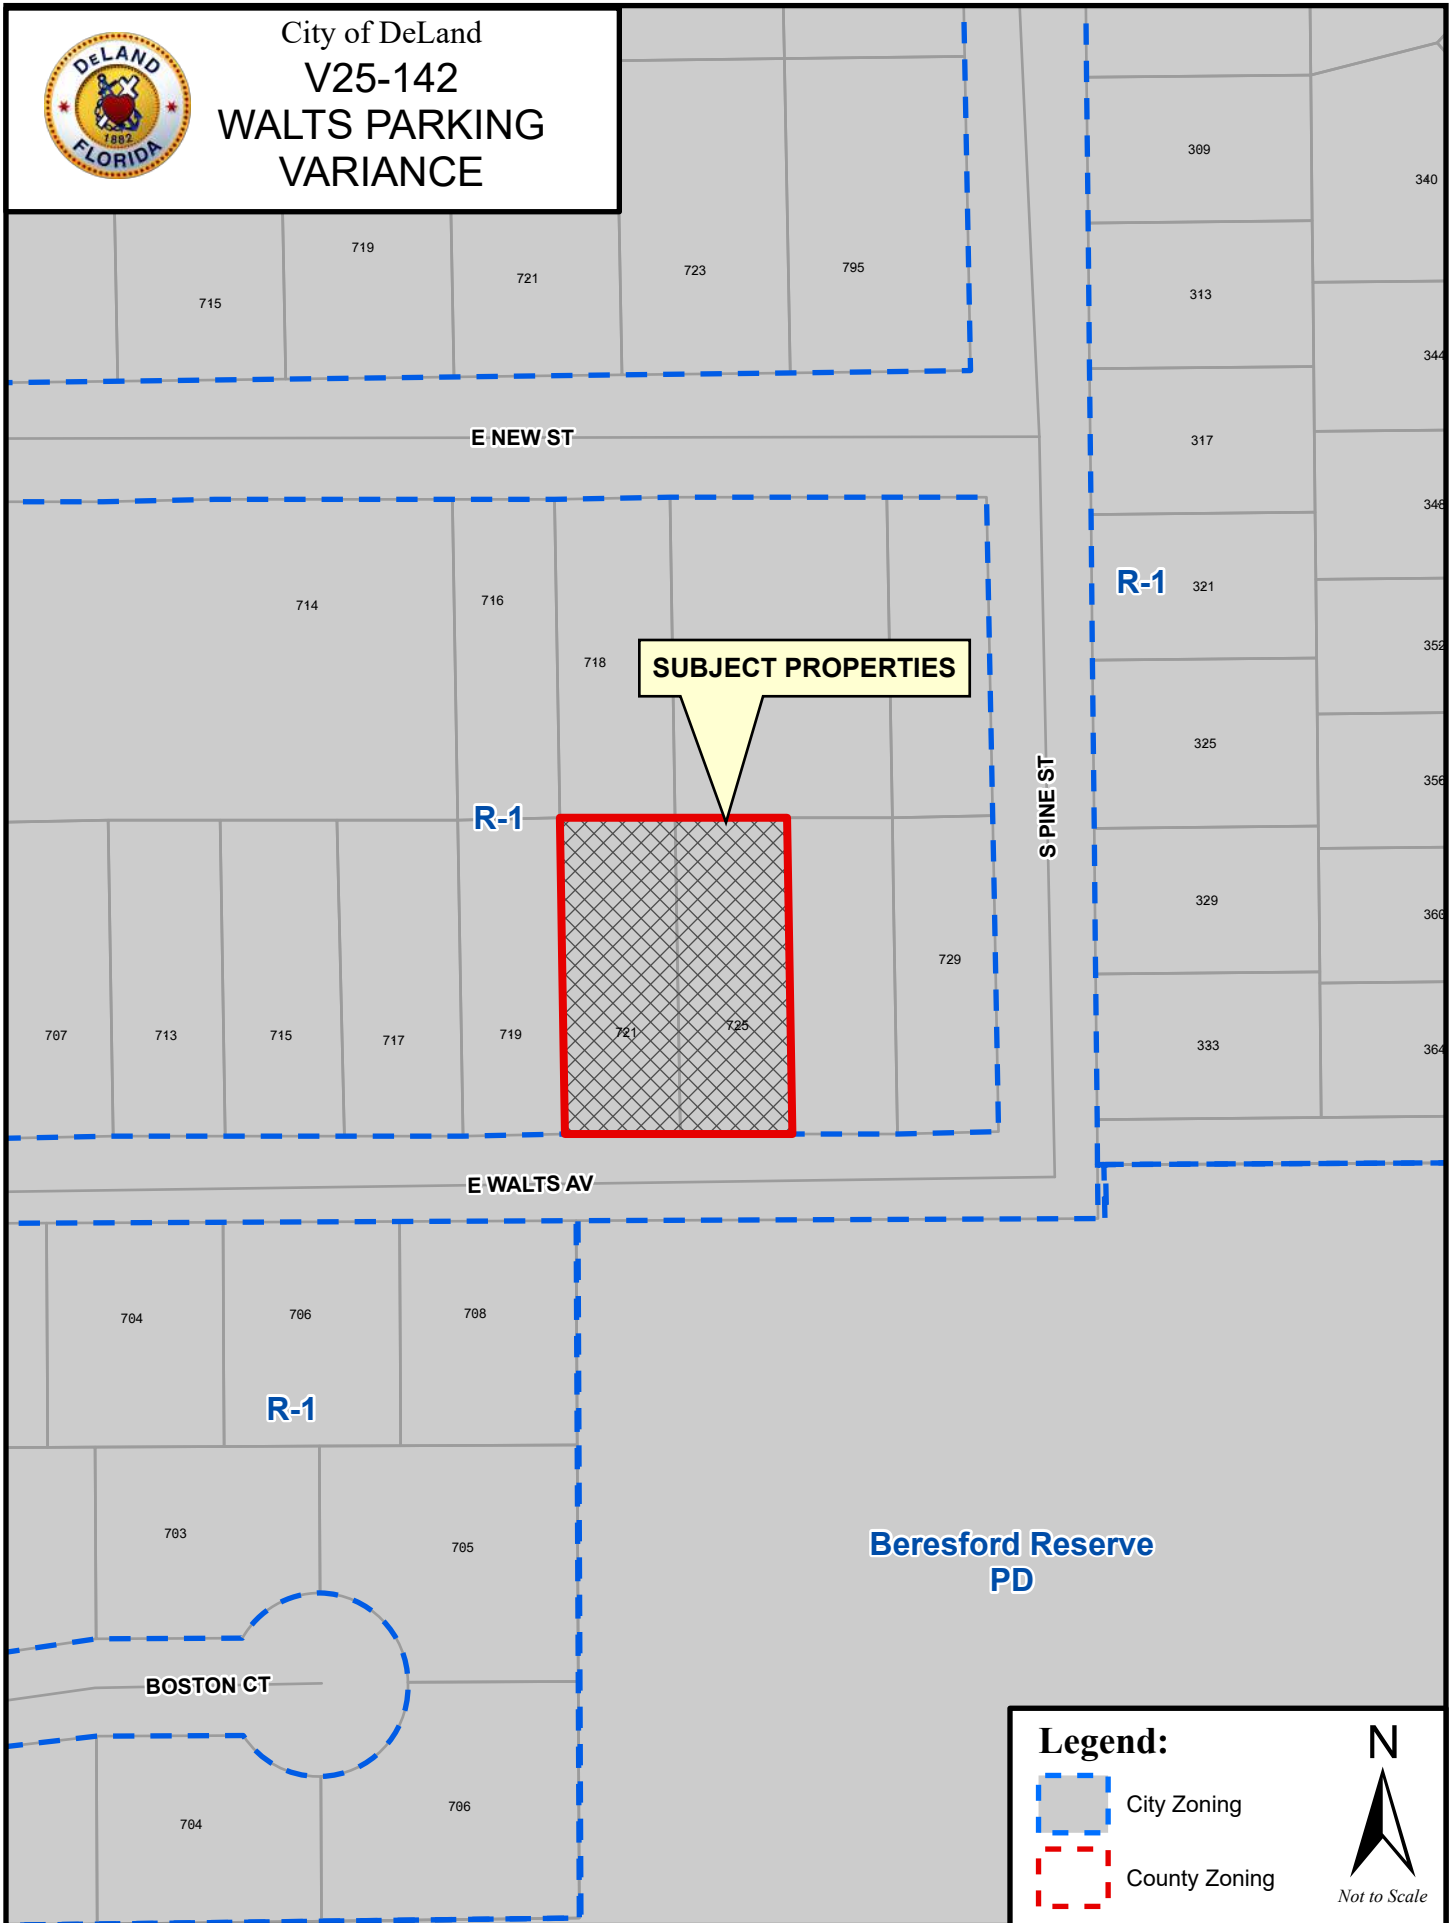 DeLAND
1882
FLORIDA
City of DeLand
V25-142
WALTS PARKING
VARIANCE
309
340
719
721
723
795
715
313
344
E NEW ST
317
348
R-1
321
714
716
718
352
SUBJECT PROPERTIES
325
356
S PINE ST
R-1
329
360
729
707
713
715
717
719
721
725
333
364
E WALTS AV
704
706
708
R-1
703
705
Beresford Reserve
PD
BOSTON CT
704
706
Legend:
City Zoning
County Zoning
N
Not to Scale